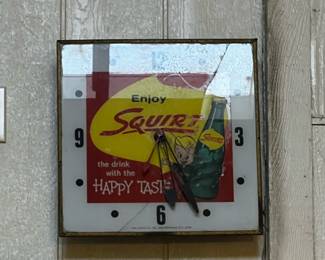 12
Enjoy
SQUIRT
9
3
the drink
with the
HAPPY TASTE
6